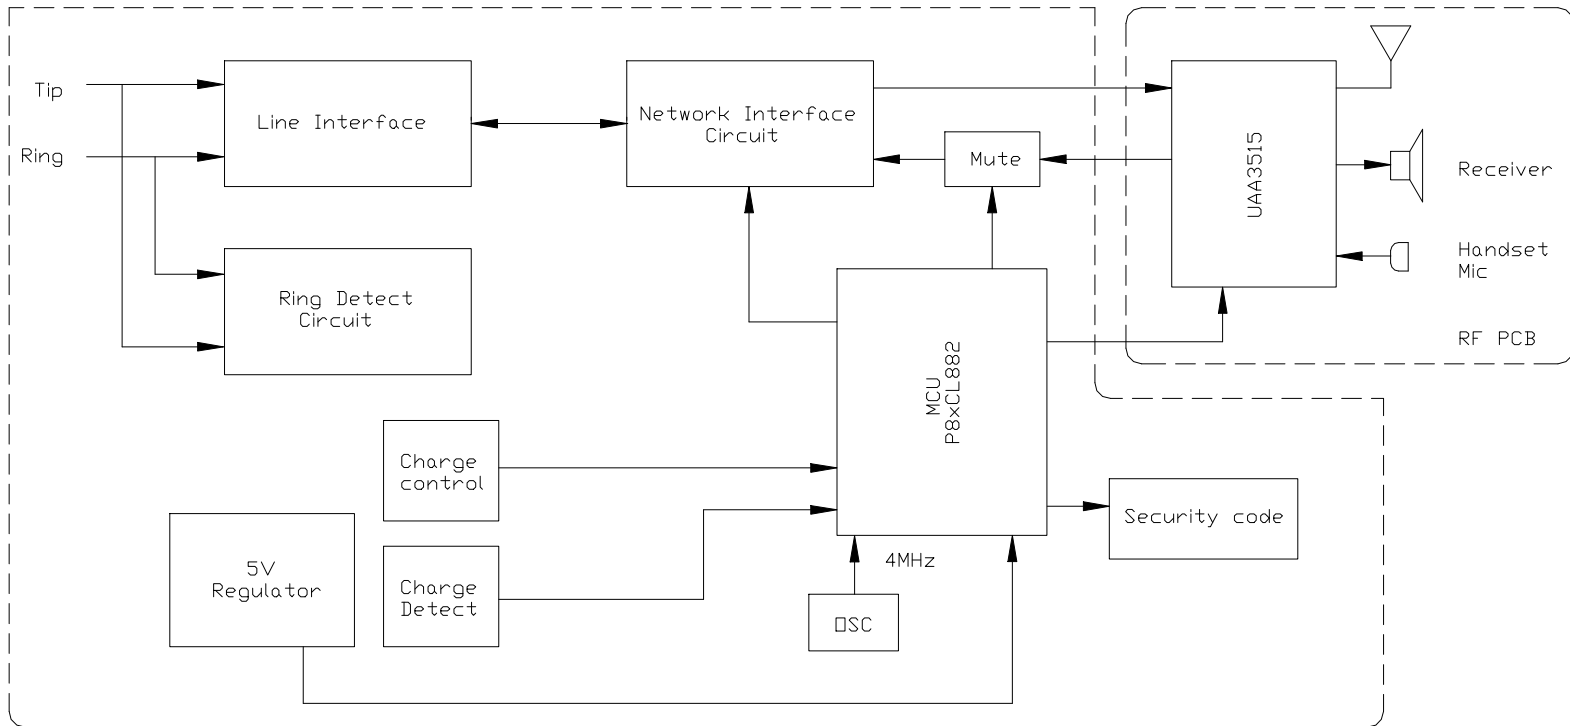 Tip
Ring
Line Interface
Network Interface
Circuit
Mute
UAA3515
Receiver
Handset
Mic
RF PCB
Ring Detect
Circuit
MCU
P8xCL882
Charge
control
Security code
5V
Regulator
Charge
Detect
4MHz
OSC